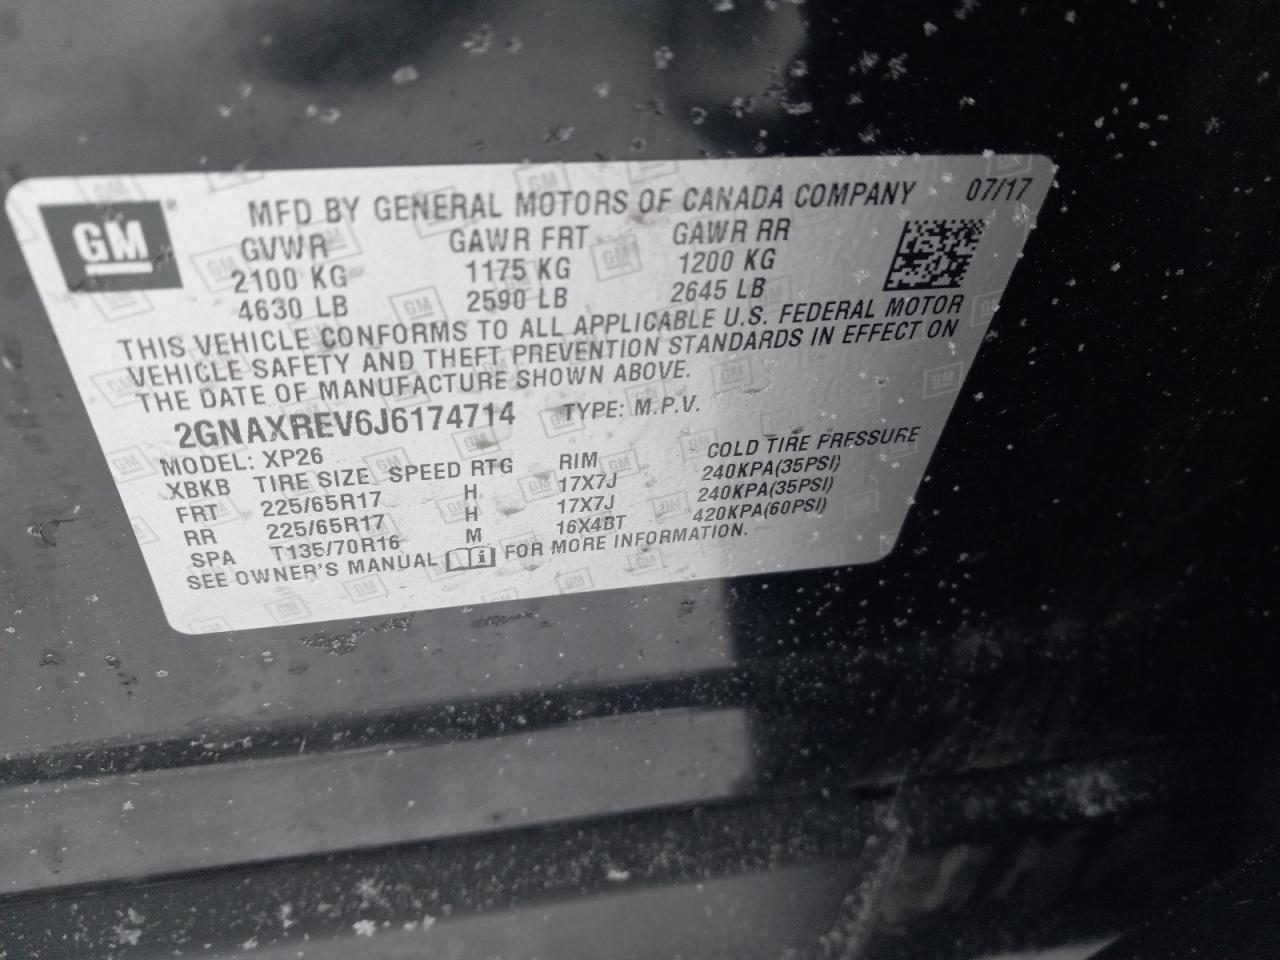 GM®
MFD BY GENERAL MOTORS OF CANADA COMPANY 07/17
GVWR GAWR FRT GAWR RR
2100 KG 1175 KG 1200 KG
4630 LB 2590 LB 2645 LB
THIS VEHICLE CONFORMS TO ALL APPLICABLE U.S. FEDERAL MOTOR
VEHICLE SAFETY AND THEFT PREVENTION STANDARDS IN EFFECT ON
THE DATE OF MANUFACTURE SHOWN ABOVE.
2GNAXREV6J6174714 TYPE: M.P.V.
MODEL: XP26
XBKB TIRE SIZE SPEED RTG RIM COLD TIRE PRESSURE
FRT 225/65R17 H 17X7J 240KPA(35PSI)
RR 225/65R17 H 17X7J 240KPA(35PSI)
SPA T135/70R16 M 16X4BT 420KPA(60PSI)
SEE OWNER'S MANUAL i FOR MORE INFORMATION.